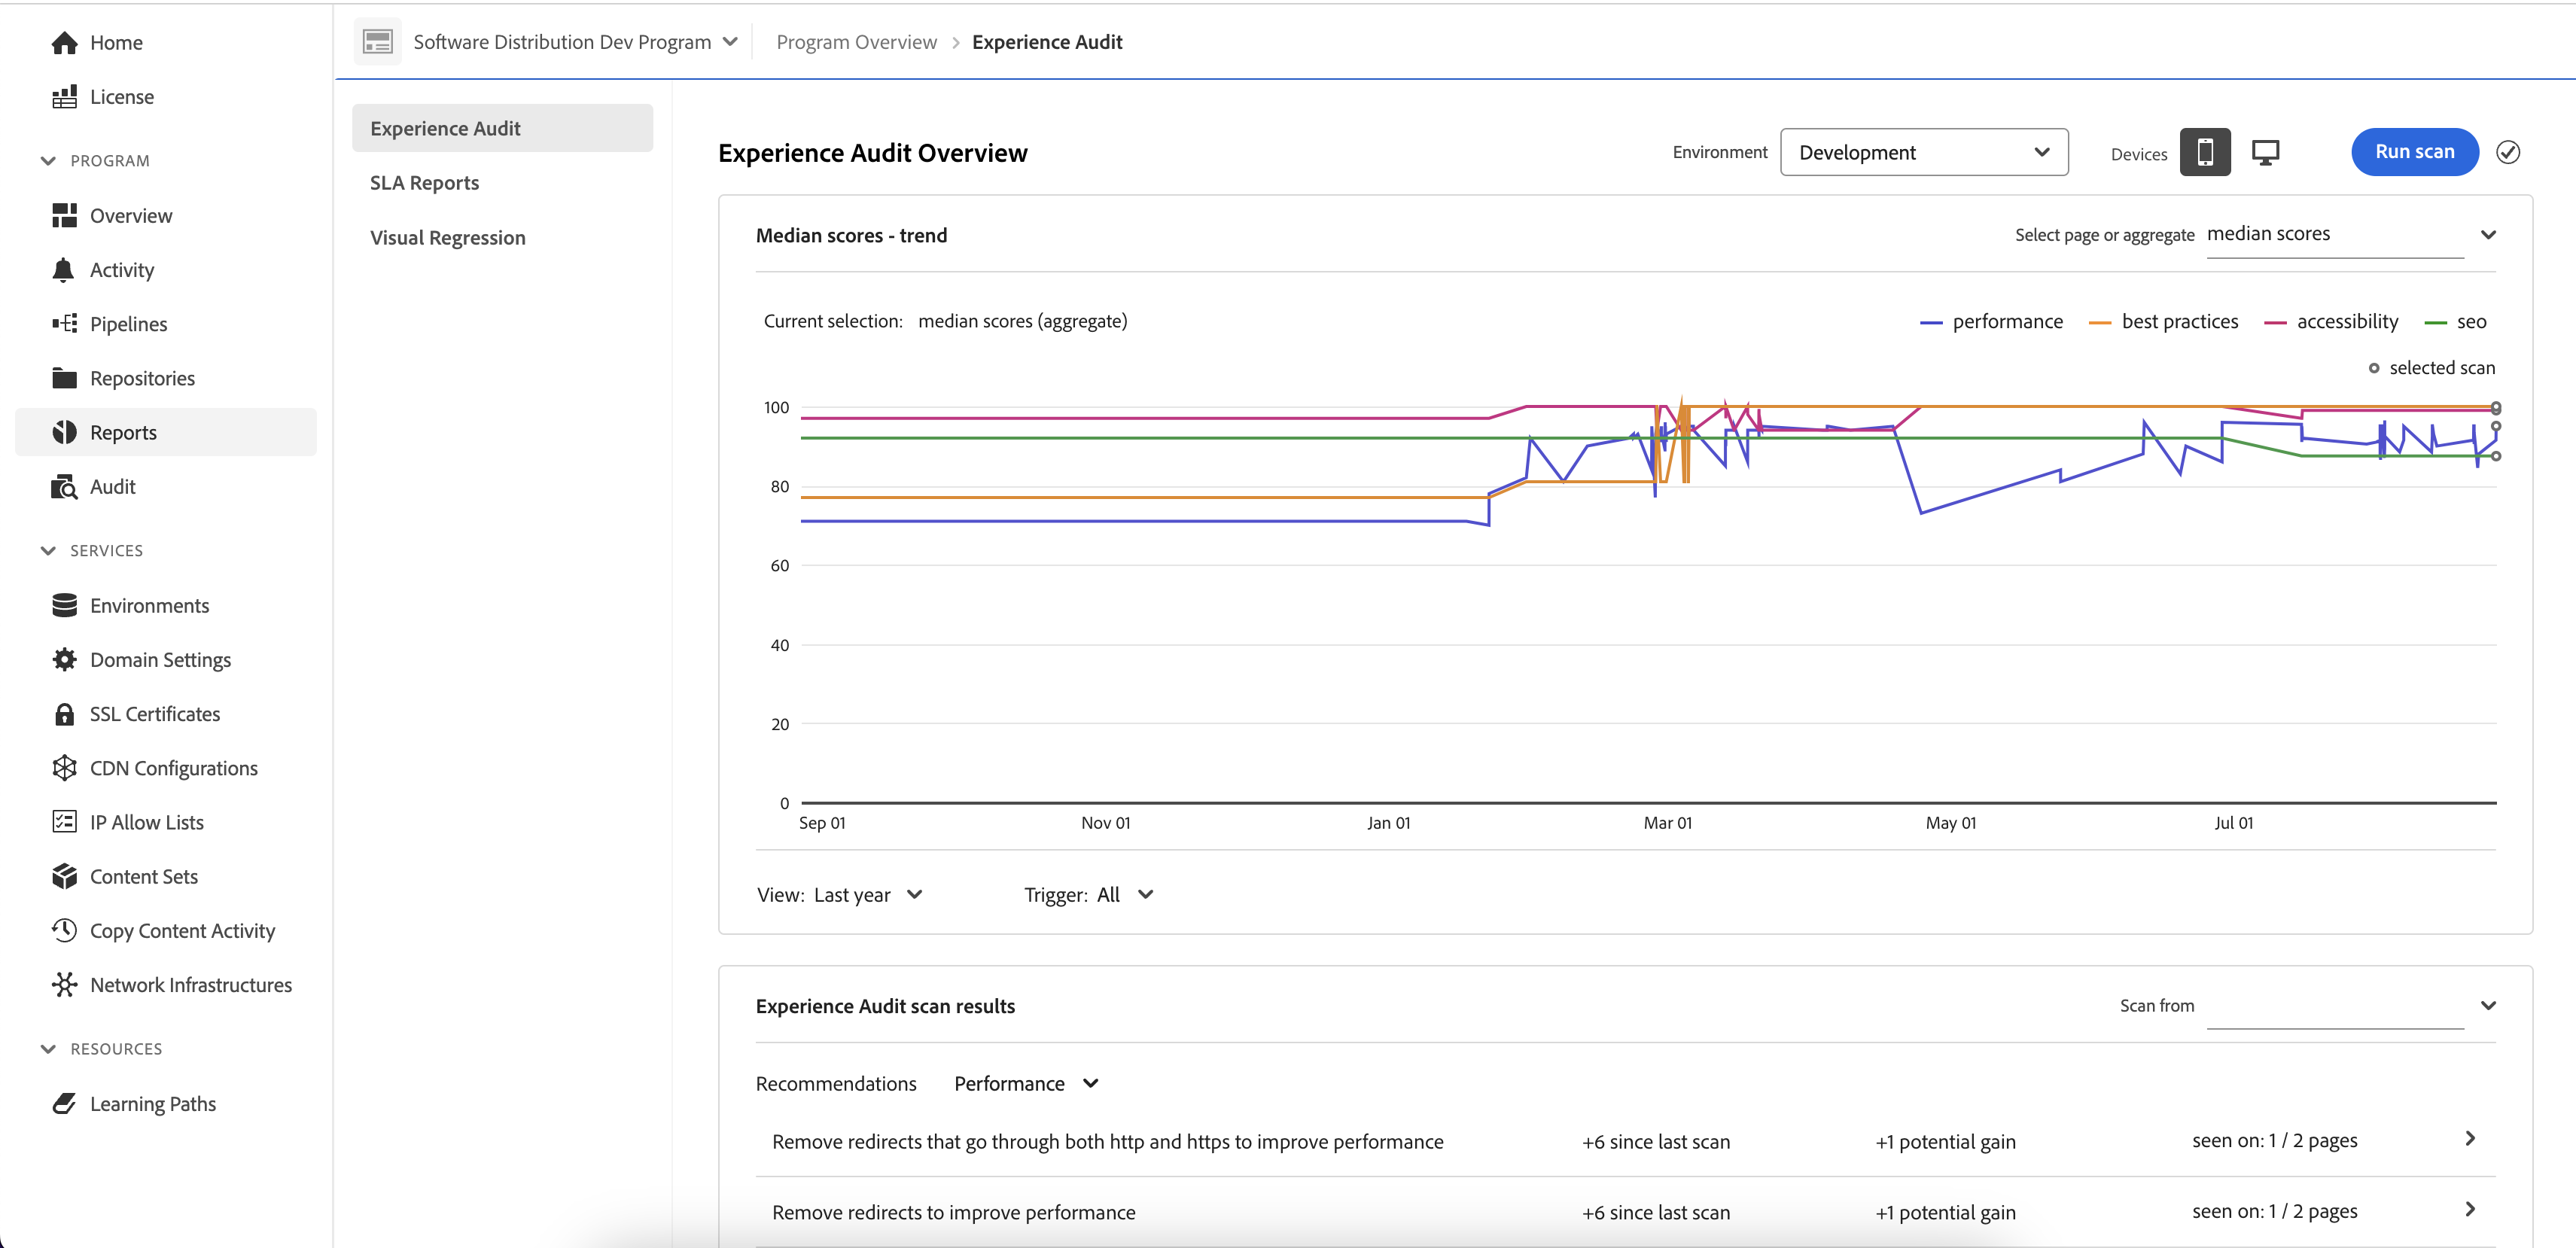 Home
License
PROGRAM
Overview
Activity
Pipelines
Repositories
Reports
Audit
SERVICES
Environments
Domain Settings
SSL Certificates
CDN Configurations
IP Allow Lists
Content Sets
Copy Content Activity
Network Infrastructures
RESOURCES
Learning Paths
Software Distribution Dev Program
Program Overview > Experience Audit
Experience Audit
SLA Reports
Visual Regression
Experience Audit Overview
Environment Development
Devices
Run scan
Median scores - trend
Select page or aggregate median scores
Current selection: median scores (aggregate)
performance best practices accessibility seo
selected scan
100
80
60
40
20
0
Sep 01 Nov 01 Jan 01 Mar 01 May 01 Jul 01
View: Last year Trigger: All
Experience Audit scan results
Scan from
Recommendations Performance
Remove redirects that go through both http and https to improve performance +6 since last scan +1 potential gain seen on: 1 / 2 pages
Remove redirects to improve performance +6 since last scan +1 potential gain seen on: 1 / 2 pages